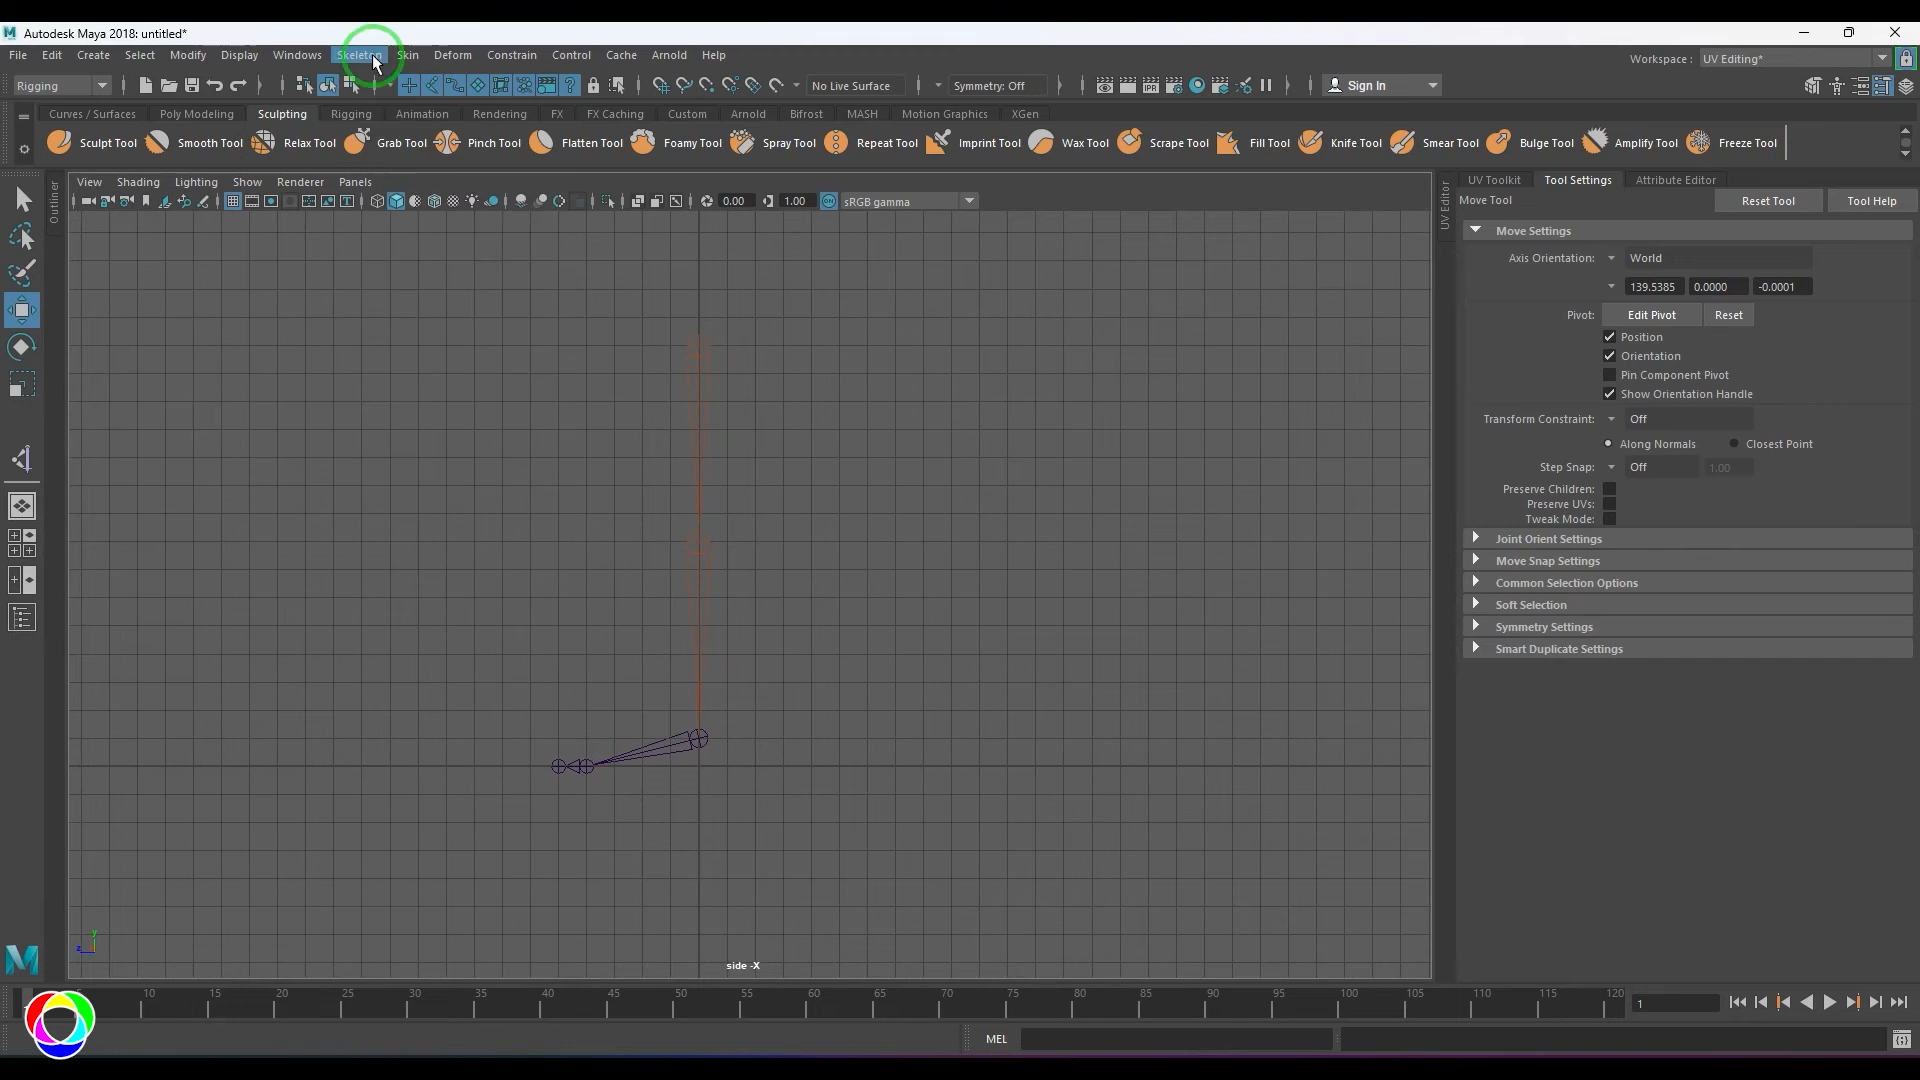 Autodesk Maya 2018: untitled*
File Edit Create Select Modify Display Windows Skeleton Skin Deform Constrain Control Cache Arnold Help
Workspace : UV Editing*
Rigging No Live Surface Symmetry: Off IPR Sign In
Curves / Surfaces Poly Modeling Sculpting Rigging Animation Rendering FX FX Caching Custom Arnold Bifrost MASH Motion Graphics XGen
Sculpt Tool Smooth Tool Relax Tool Grab Tool Pinch Tool Flatten Tool Foamy Tool Spray Tool Repeat Tool Imprint Tool Wax Tool Scrape Tool Fill Tool Knife Tool Smear Tool Bulge Tool Amplify Tool Freeze Tool
Outliner
View Shading Lighting Show Renderer Panels
0.00 1.00 ON sRGB gamma
UV Editor
UV Toolkit Tool Settings Attribute Editor
Move Tool Reset Tool Tool Help
Move Settings
Axis Orientation: World
139.5385 0.0000 -0.0001
Pivot: Edit Pivot Reset
Position
Orientation
Pin Component Pivot
Show Orientation Handle
Transform Constraint: Off
Along Normals Closest Point
Step Snap: Off 1.00
Preserve Children:
Preserve UVs:
Tweak Mode:
Joint Orient Settings
Move Snap Settings
Common Selection Options
Soft Selection
Symmetry Settings
Smart Duplicate Settings
y
z
side -X
5 10 15 20 25 30 35 40 45 50 55 60 65 70 75 80 85 90 95 100 105 110 115 120
1
MEL